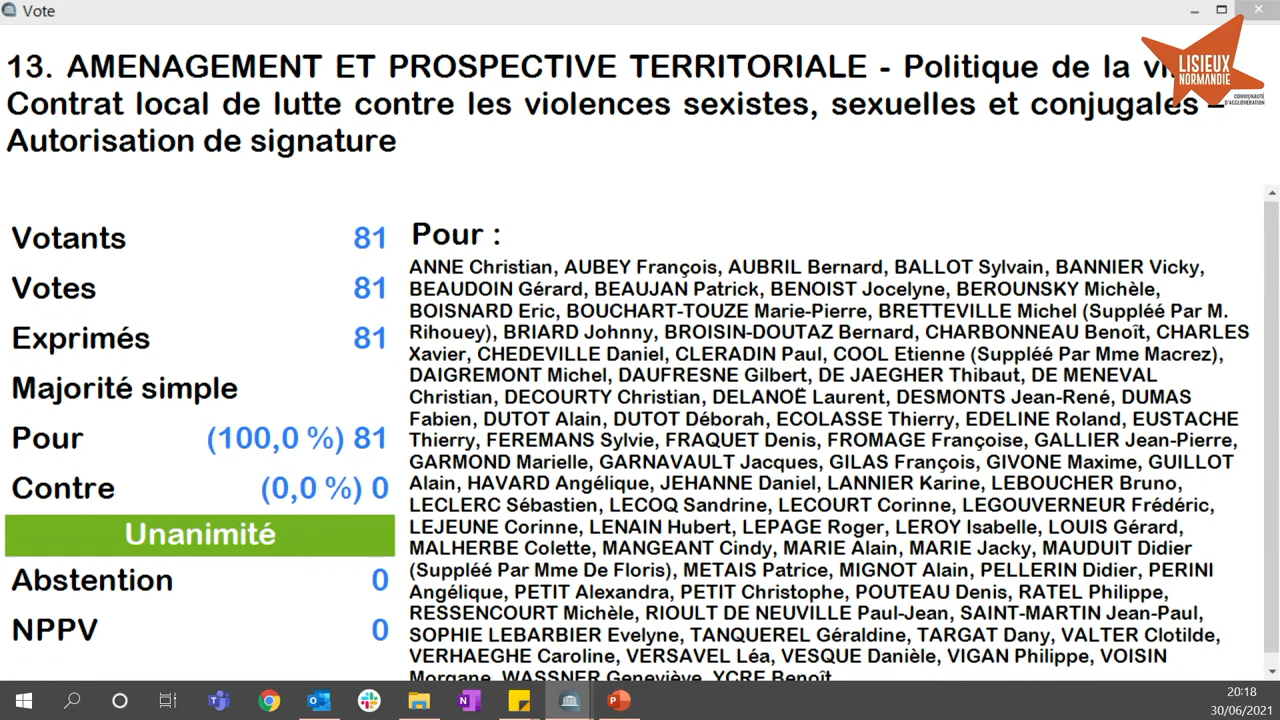 Vote
13. AMENAGEMENT ET PROSPECTIVE TERRITORIALE - Politique de la
Contrat local de lutte contre les violences sexistes, sexuelles et conjugales –
Autorisation de signature
LISIEUX
NORMANDIE
COMMUNAUTÉ
D'AGGLOMÉRATION
Votants 81
Votes 81
Exprimés 81
Majorité simple
Pour (100,0 %) 81
Contre (0,0 %) 0
Unanimité
Abstention 0
NPPV 0
Pour :
ANNE Christian, AUBEY François, AUBRIL Bernard, BALLOT Sylvain, BANNIER Vicky,
BEAUDOIN Gérard, BEAUJAN Patrick, BENOIST Jocelyne, BEROUNSKY Michèle,
BOISNARD Eric, BOUCHART-TOUZE Marie-Pierre, BRETTEVILLE Michel (Suppléé Par M.
Rihouey), BRIARD Johnny, BROISIN-DOUTAZ Bernard, CHARBONNEAU Benoît, CHARLES
Xavier, CHEDEVILLE Daniel, CLERADIN Paul, COOL Etienne (Suppléé Par Mme Macrez),
DAIGREMONT Michel, DAUFRESNE Gilbert, DE JAEGHER Thibaut, DE MENEVAL
Christian, DECOURTY Christian, DELANOË Laurent, DESMONTS Jean-René, DUMAS
Fabien, DUTOT Alain, DUTOT Déborah, ECOLASSE Thierry, EDELINE Roland, EUSTACHE
Thierry, FEREMANS Sylvie, FRAQUET Denis, FROMAGE Françoise, GALLIER Jean-Pierre,
GARMOND Marielle, GARNAVAULT Jacques, GILAS François, GIVONE Maxime, GUILLOT
Alain, HAVARD Angélique, JEHANNE Daniel, LANNIER Karine, LEBOUCHER Bruno,
LECLERC Sébastien, LECOQ Sandrine, LECOURT Corinne, LEGOUVERNEUR Frédéric,
LEJEUNE Corinne, LENAIN Hubert, LEPAGE Roger, LEROY Isabelle, LOUIS Gérard,
MALHERBE Colette, MANGEANT Cindy, MARIE Alain, MARIE Jacky, MAUDUIT Didier
(Suppléé Par Mme De Floris), METAIS Patrice, MIGNOT Alain, PELLERIN Didier, PERINI
Angélique, PETIT Alexandra, PETIT Christophe, POUTEAU Denis, RATEL Philippe,
RESSENCOURT Michèle, RIOULT DE NEUVILLE Paul-Jean, SAINT-MARTIN Jean-Paul,
SOPHIE LEBARBIER Evelyne, TANQUEREL Géraldine, TARGAT Dany, VALTER Clotilde,
VERHAEGHE Caroline, VERSAVEL Léa, VESQUE Danièle, VIGAN Philippe, VOISIN
Morgane, WASSNER Geneviève, YCRE Benoît
20:18
30/06/2021